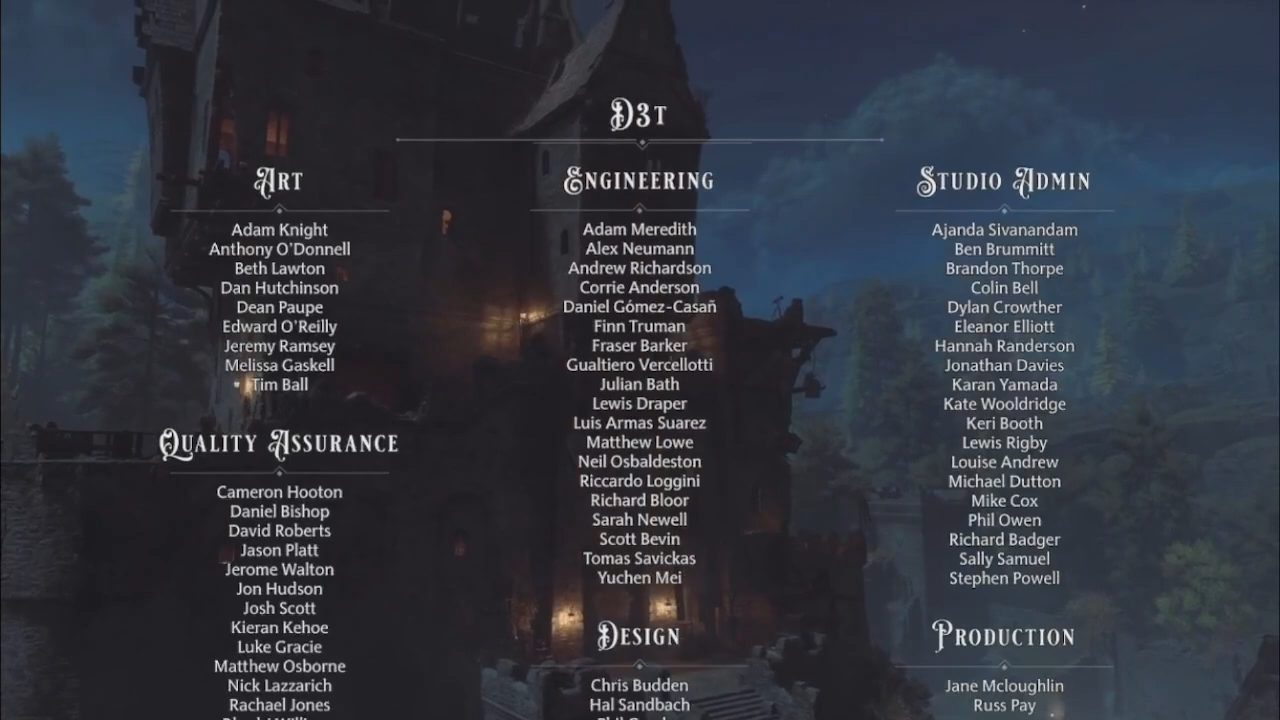 D3T
Art
Adam Knight
Anthony O'Donnell
Beth Lawton
Dan Hutchinson
Dean Paupe
Edward O'Reilly
Jeremy Ramsey
Melissa Gaskell
Tim Ball
Quality Assurance
Cameron Hooton
Daniel Bishop
David Roberts
Jason Platt
Jerome Walton
Jon Hudson
Josh Scott
Kieran Kehoe
Luke Gracie
Matthew Osborne
Nick Lazzarich
Rachael Jones
Engineering
Adam Meredith
Alex Neumann
Andrew Richardson
Corrie Anderson
Daniel Gómez-Casañ
Finn Truman
Fraser Barker
Gualtiero Vercellotti
Julian Bath
Lewis Draper
Luis Armas Suarez
Matthew Lowe
Neil Osbaldeston
Riccardo Loggini
Richard Bloor
Sarah Newell
Scott Bevin
Tomas Savickas
Yuchen Mei
Design
Chris Budden
Hal Sandbach
Studio Admin
Ajanda Sivanandam
Ben Brummitt
Brandon Thorpe
Colin Bell
Dylan Crowther
Eleanor Elliott
Hannah Randerson
Jonathan Davies
Karan Yamada
Kate Wooldridge
Keri Booth
Lewis Rigby
Louise Andrew
Michael Dutton
Mike Cox
Phil Owen
Richard Badger
Sally Samuel
Stephen Powell
Production
Jane Mcloughlin
Russ Pay